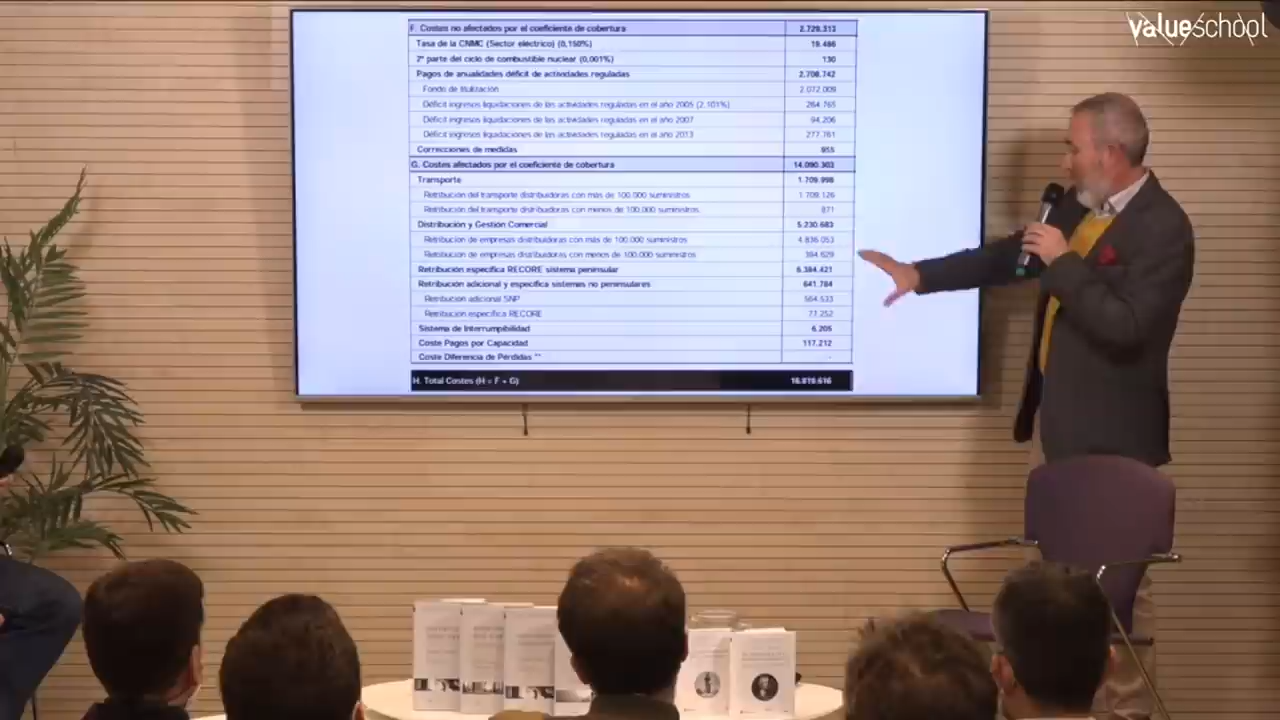 valueschool
F. Costes no afectados por el coeficiente de cobertura 2.729.313
Tasa de la CNMC (Sector eléctrico) (0,150%) 19.486
2ª parte del ciclo de combustible nuclear (0,001%) 130
Pagos de anualidades déficit de actividades reguladas 2.708.742
Fondo de titulización 2.072.009
Déficit ingresos liquidaciones de las actividades reguladas en el año 2005 (2,101%) 264.765
Déficit ingresos liquidaciones de las actividades reguladas en el año 2007 94.206
Déficit ingresos liquidaciones de las actividades reguladas en el año 2013 277.761
Correcciones de medidas 955
G. Costes afectados por el coeficiente de cobertura 14.090.303
Transporte 1.709.998
Retribución del transporte distribuidoras con más de 100.000 suministros 1.709.126
Retribución del transporte distribuidoras con menos de 100.000 suministros 871
Distribución y Gestión Comercial 5.230.683
Retribución de empresas distribuidoras con más de 100.000 suministros 4.836.053
Retribución de empresas distribuidoras con menos de 100.000 suministros 394.629
Retribución específica RECORE sistema peninsular 6.384.421
Retribución adicional y específica sistemas no peninsulares 641.784
Retribución adicional SNP 564.533
Retribución específica RECORE 77.252
Sistema de Interrumpibilidad 6.205
Coste Pagos por Capacidad 117.212
Coste Diferencia de Pérdidas ** -
H. Total Costes (H = F + G) 16.819.616